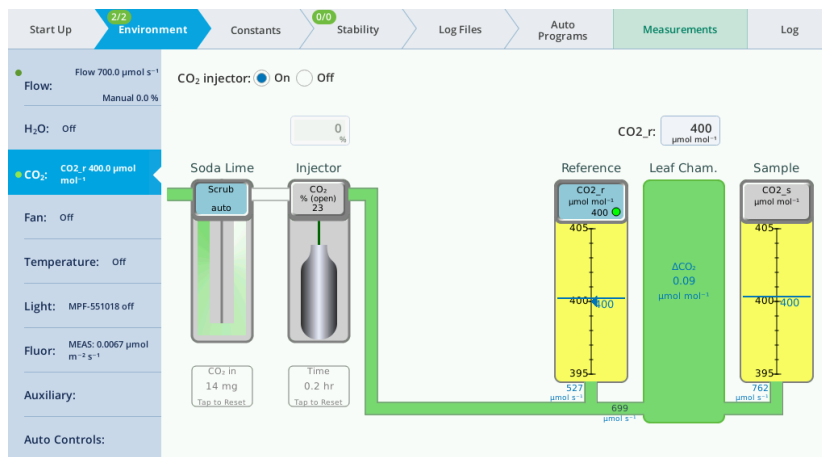 Start Up
2/2
Environment
Constants
0/0
Stability
Log Files
Auto
Programs
Measurements
Log
Flow:
Flow 700.0 µmol s⁻¹
Manual 0.0 %
H₂O: Off
CO₂: CO2_r 400.0 µmol
mol⁻¹
Fan: Off
Temperature: Off
Light: MPF-551018 off
Fluor: MEAS: 0.0067 µmol
m⁻² s⁻¹
Auxiliary:
Auto Controls:
CO₂ injector: On Off
0
%
CO2_r: 400
µmol mol⁻¹
Soda Lime
Injector
Reference
Leaf Cham.
Sample
Scrub
auto
CO₂
% (open)
23
CO2_r
µmol mol⁻¹
400
CO2_s
µmol mol⁻¹
405
400
400
395
ΔCO₂
0.09
µmol mol⁻¹
405
400
400
395
CO₂ in
14 mg
Tap to Reset
Time
0.2 hr
Tap to Reset
527
µmol s⁻¹
699
µmol s⁻¹
762
µmol s⁻¹